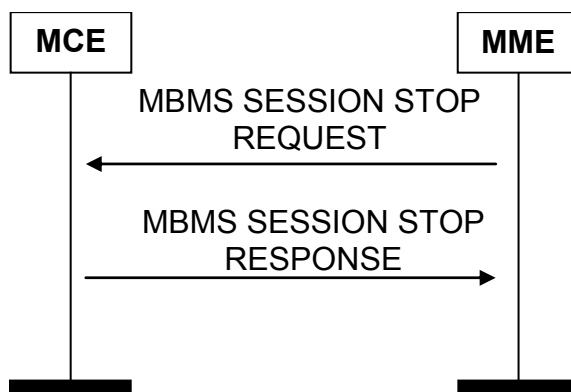 MCE
MME
MBMS SESSION STOP
REQUEST
MBMS SESSION STOP
RESPONSE